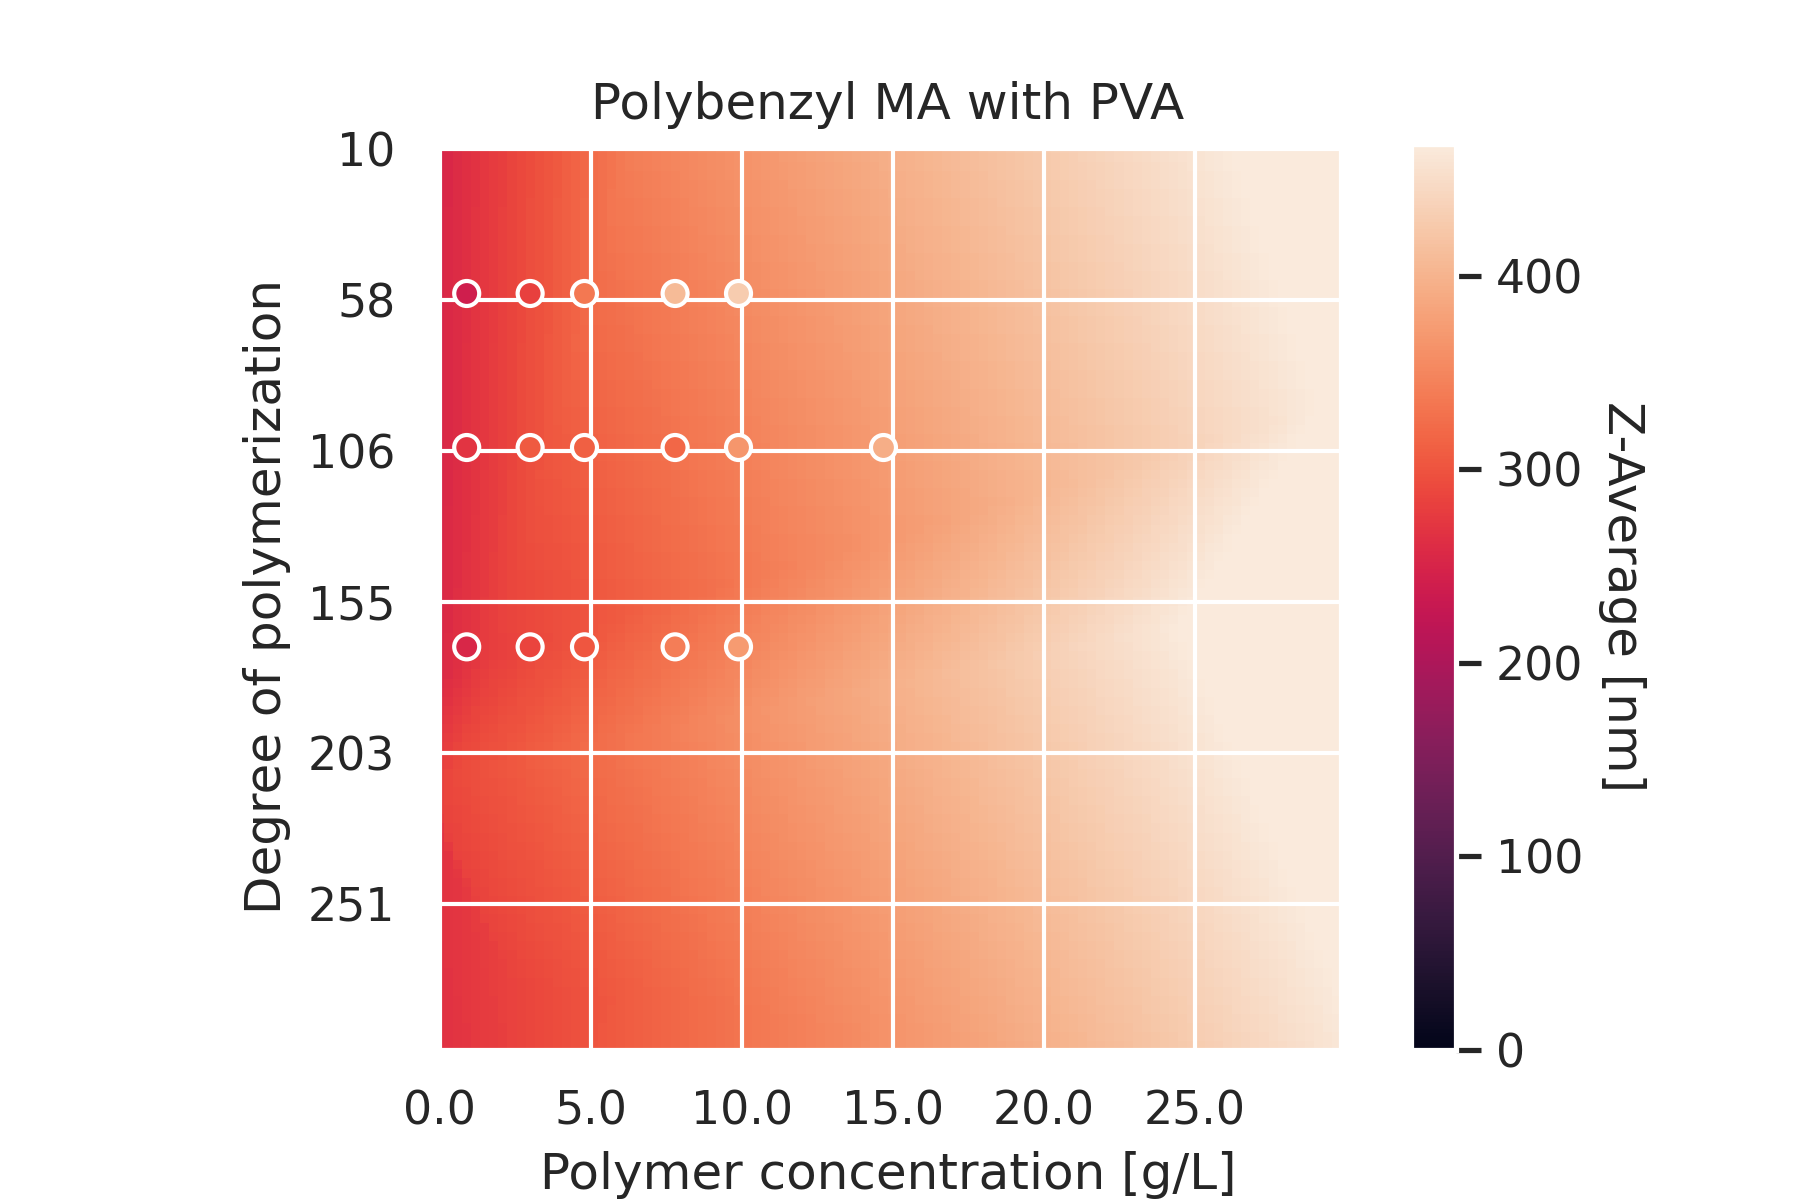 Polybenzyl MA with PVA
10
58
106
155
203
251
Degree of polymerization
0.0 5.0 10.0 15.0 20.0 25.0
Polymer concentration [g/L]
400
300
200
100
0
Z-Average [nm]